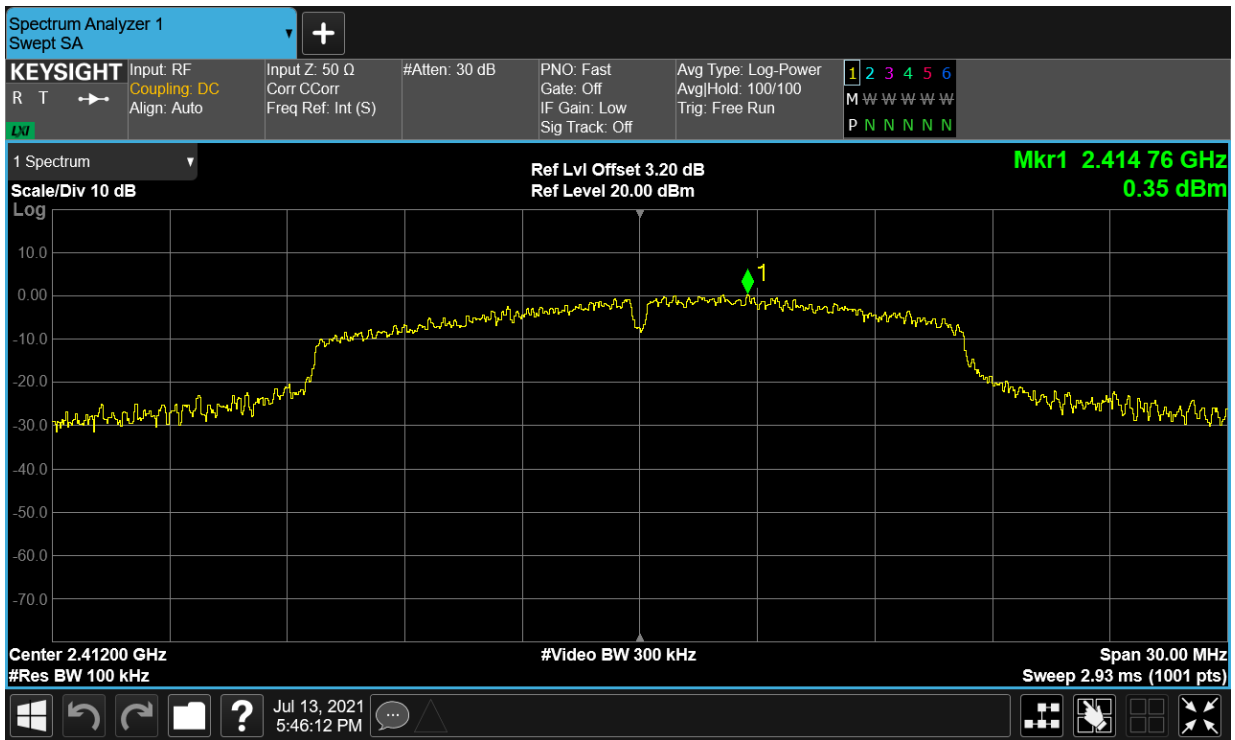 Spectrum Analyzer 1
Swept SA
+
KEYSIGHT Input: RF Input Z: 50 Ω #Atten: 30 dB PNO: Fast Avg Type: Log-Power 1 2 3 4 5 6
R T Coupling: DC Corr CCorr Gate: Off Avg|Hold: 100/100 M W W W W W
Align: Auto Freq Ref: Int (S) IF Gain: Low Trig: Free Run
LXI Sig Track: Off P N N N N N
1 Spectrum Ref Lvl Offset 3.20 dB Mkr1 2.414 76 GHz
Scale/Div 10 dB Ref Level 20.00 dBm 0.35 dBm
Log
10.0
1
0.00
-10.0
-20.0
-30.0
-40.0
-50.0
-60.0
-70.0
Center 2.41200 GHz #Video BW 300 kHz Span 30.00 MHz
#Res BW 100 kHz Sweep 2.93 ms (1001 pts)
? Jul 13, 2021
5:46:12 PM